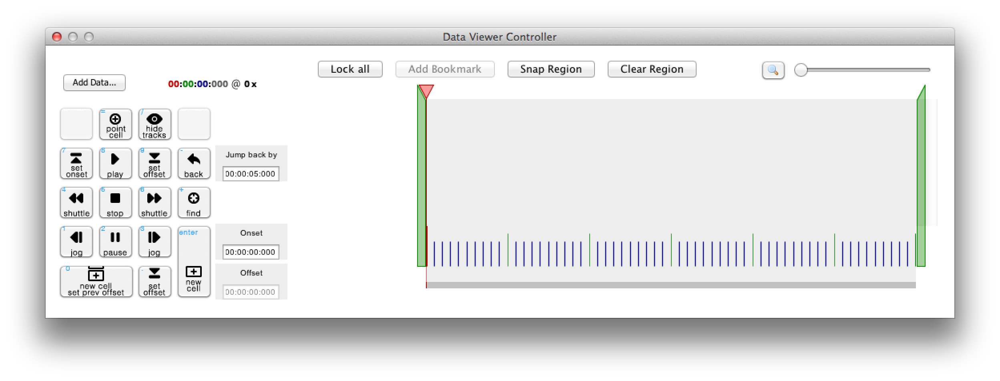 Data Viewer Controller
Lock all
Add Bookmark
Snap Region
Clear Region
Add Data...
00:00:00:000 @ 0 x
=
point
cell
/
hide
tracks
7
set
onset
8
play
9
set
offset
-
back
Jump back by
00:00:05:000
4
shuttle
5
stop
6
shuttle
+
find
1
jog
2
pause
3
jog
enter
new
cell
Onset
00:00:00:000
0
new cell
set prev offset
.
set
offset
Offset
00:00:00:000